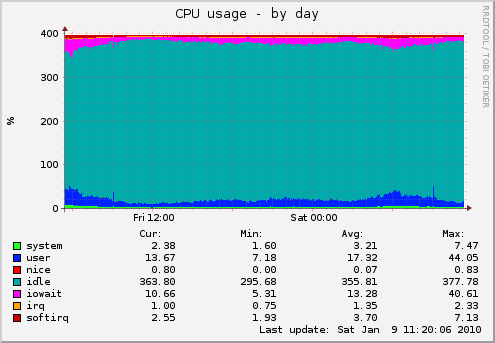 CPU usage - by day
RRDTOOL / TOBI OETIKER
400
300
200
100
0
%
Fri 12:00 Sat 00:00
Cur: Min: Avg: Max:
system 2.38 1.60 3.21 7.47
user 13.67 7.18 17.32 44.05
nice 0.80 0.00 0.07 0.83
idle 363.80 295.68 355.81 377.78
iowait 10.66 5.31 13.28 40.61
irq 1.00 0.75 1.35 2.33
softirq 2.55 1.93 3.70 7.13
Last update: Sat Jan 9 11:20:06 2010